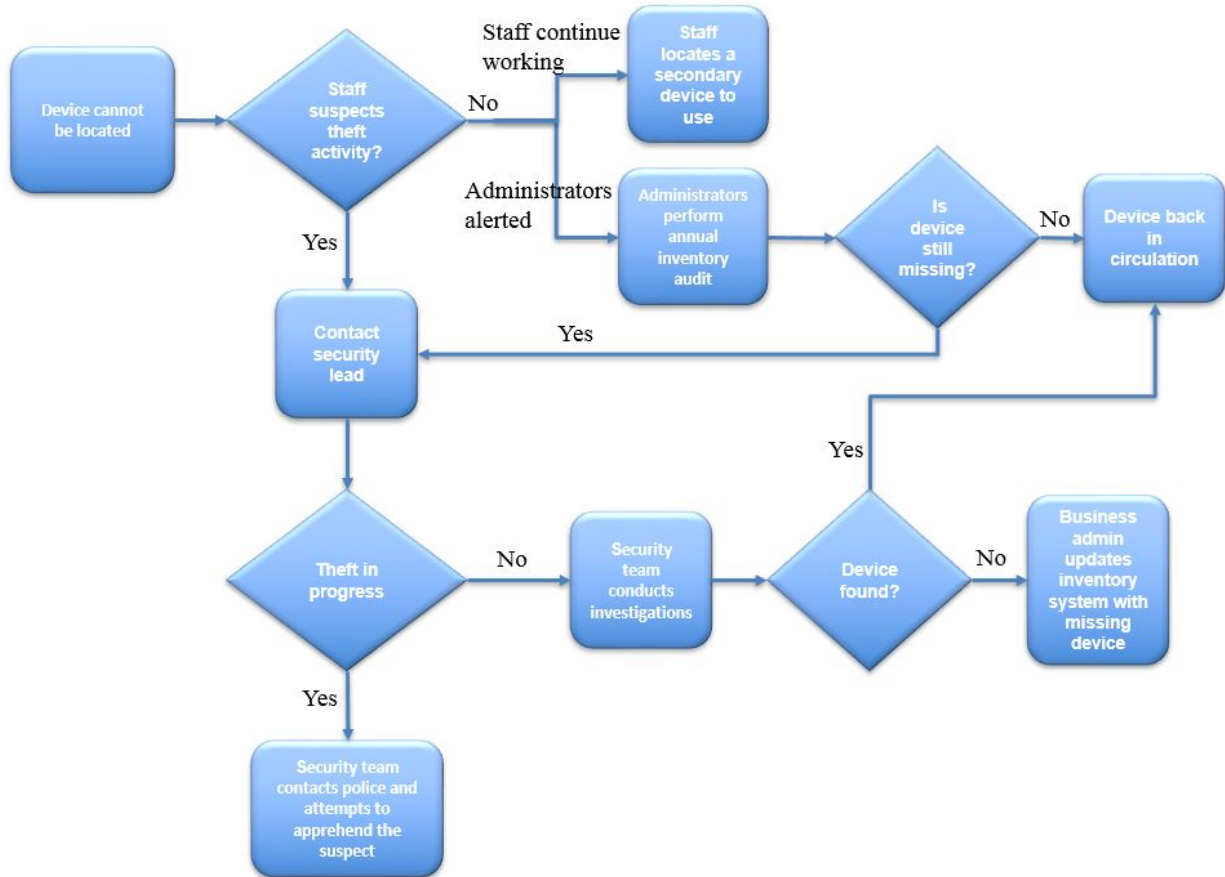 Device cannot
be located
Staff
suspects
theft
activity?
No
Staff continue
working
Staff
locates a
secondary
device to
use
Administrators
alerted
Administrators
perform
annual
inventory
audit
Is
device
still
missing?
No
Device back
in
circulation
Yes
Yes
Contact
security
lead
Theft in
progress
No
Security
team
conducts
investigations
Device
found?
Yes
No
Business
admin
updates
inventory
system with
missing
device
Yes
Security team
contacts police and
attempts to
apprehend the
suspect